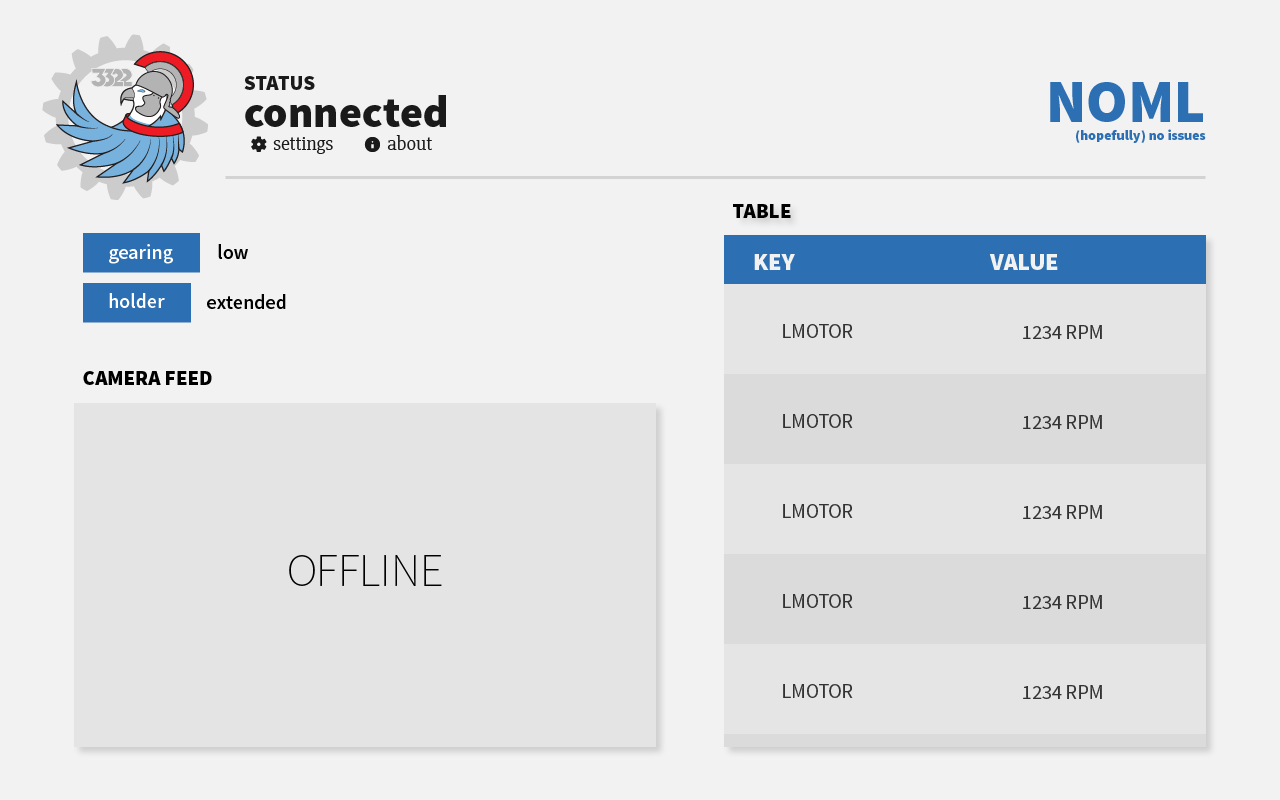 3322
STATUS
connected
settings about
NOML
(hopefully) no issues
gearing low
holder extended
CAMERA FEED
OFFLINE
TABLE
KEY VALUE
LMOTOR 1234 RPM
LMOTOR 1234 RPM
LMOTOR 1234 RPM
LMOTOR 1234 RPM
LMOTOR 1234 RPM